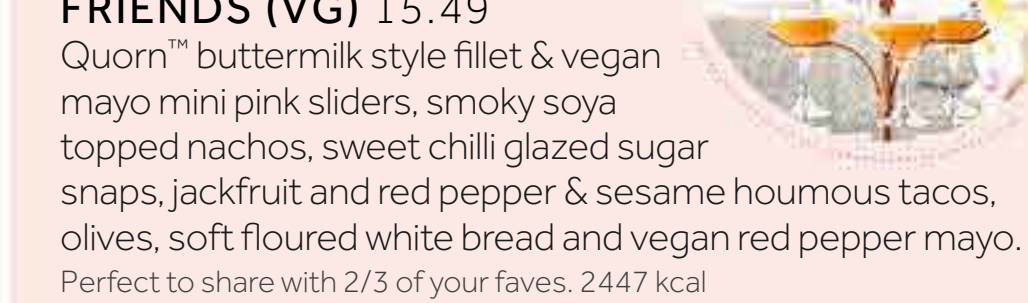 FRIENDS (VG) 15.49
Quorn™ buttermilk style fillet & vegan
mayo mini pink sliders, smoky soya
topped nachos, sweet chilli glazed sugar
snaps, jackfruit and red pepper & sesame houmous tacos,
olives, soft floured white bread and vegan red pepper mayo.
Perfect to share with 2/3 of your faves. 2447 kcal